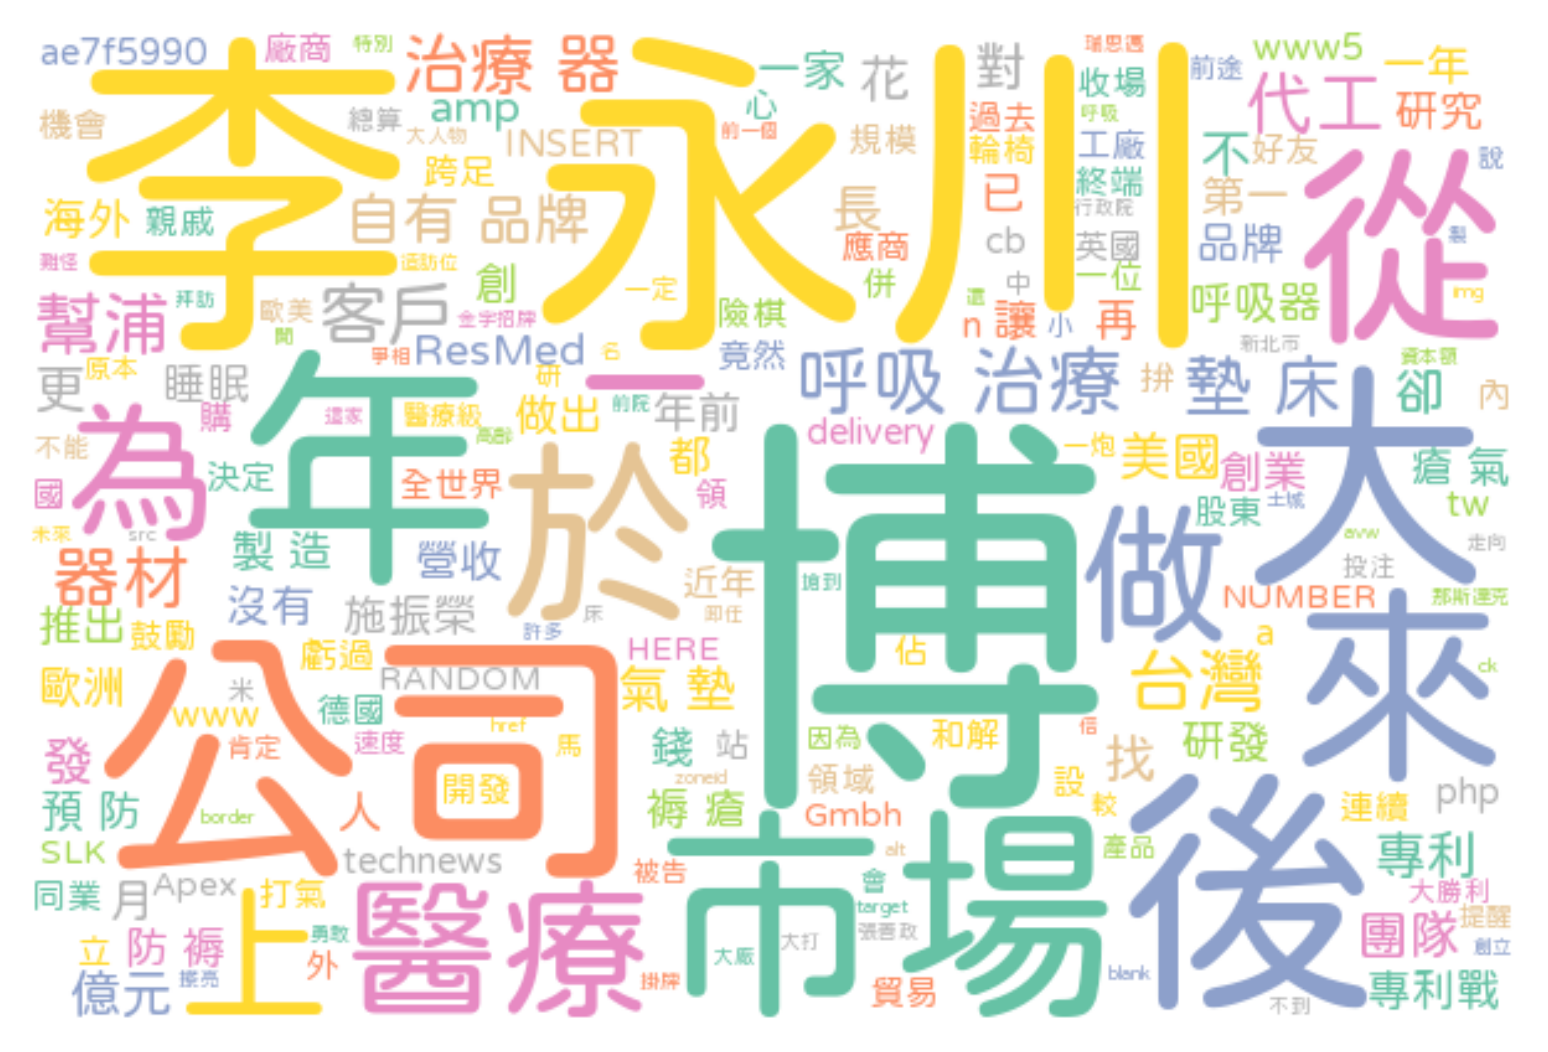 ae7f5990 廠商 特別 治療 器 一家 花 對 瑞思邁 www5 一年
李 永 川 前途 代工 研究
機會 總算 amp 大人物 INSERT 心 前一個 規模 過去 收場 呼吸 工廠 不 好友 說
跨足 輪椅 終端 第一 從
海外 親戚 自有 品牌 長 已 行政院 品牌 製
難怪 造訪位 應商 cb 英國
拜訪 創 一定 併 中 一位 呼吸器 img
幫浦 歐美 客戶 金字招牌 險棋 還 n 讓 小 再
聞 爭相 ResMed 名 竟然 新北市 資本額
更 原本 睡眠 年 研 一 呼吸 治療 拚 墊 床 大 卻 內
為 購 這家 醫療級 做出 前院 年前 delivery
不能 高齡 都 一炮 美國 創業 瘡 氣
國 決定 全世界 於 領 博 股東 土城 tw
未來 src 製 造 營收 做 avw 走向
器材 近年 搶到 投注
沒有 施振榮 床 卸任 NUMBER 那斯達克
推出 鼓勵 許多 來
公司 虧過 HERE 佔 a
歐洲 米 RANDOM 氣 墊 台灣 ck
www 德國 href 信
發 肯定 速度 馬 錢 站 因為 和解 找 研發
開發 zoneid 領域 設 後 php
預 防 border 人 褥 瘡 Gmbh 較 連續
SLK technews 市場 alt 產品 專利
同業 月 Apex 打氣 被告 會 大勝利
上 醫療 target 團隊 提醒
立 防 褥 勇敢 大廠 大打 張善政 創立
億元 擦亮 外 掛牌 貿易 blank 不到 專利戰